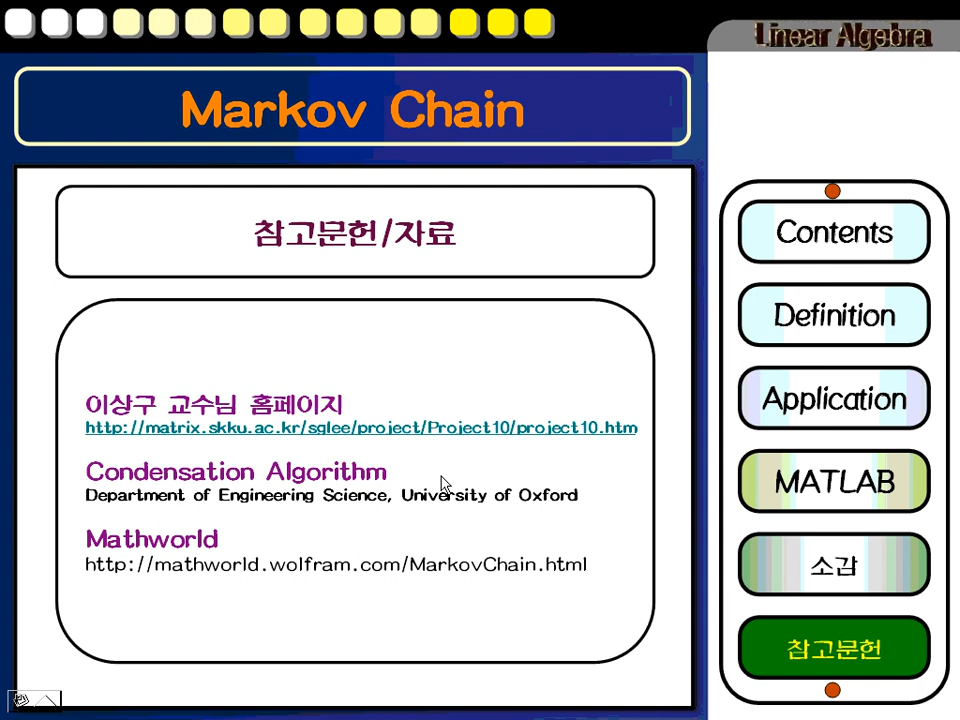 Linear Algebra
Markov Chain
참고문헌/자료
이상구 교수님 홈페이지
http://matrix.skku.ac.kr/sglee/project/Project10/project10.htm
Condensation Algorithm
Department of Engineering Science, University of Oxford
Mathworld
http://mathworld.wolfram.com/MarkovChain.html
Contents
Definition
Application
MATLAB
소감
참고문헌